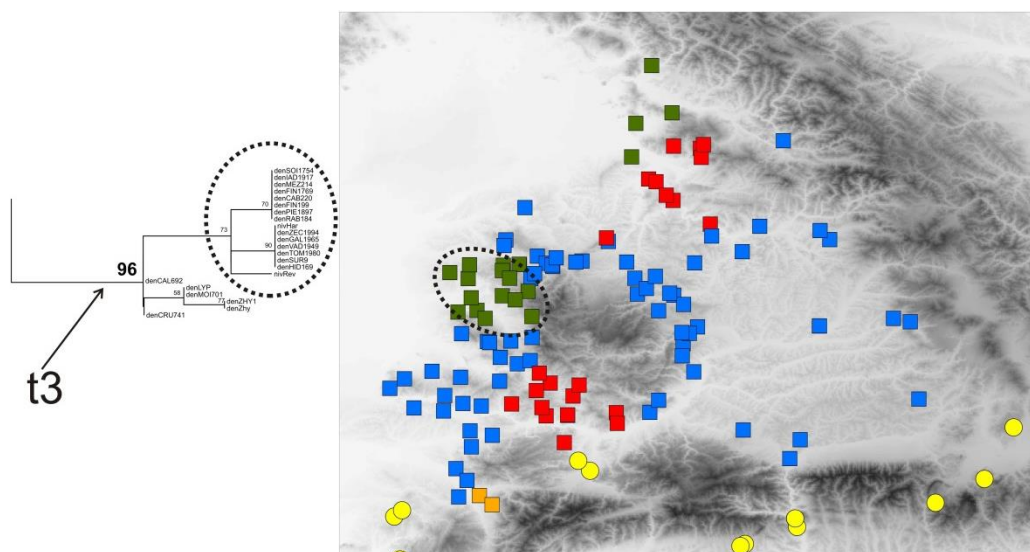 denSOI1754
denIAD1917
denMEZ214
denFIN1769
denCAB220
denFIN199
denPIE1897
denRAB184
70
nivHar
73
denZEC1994
denGAL1965
denVAD1949
90
denTOM1980
denSUR9
denHID169
nivRev
96
denCAL692
denLYP
58
denMOI701
77
denZHY1
denZhy
denCRU741
t3